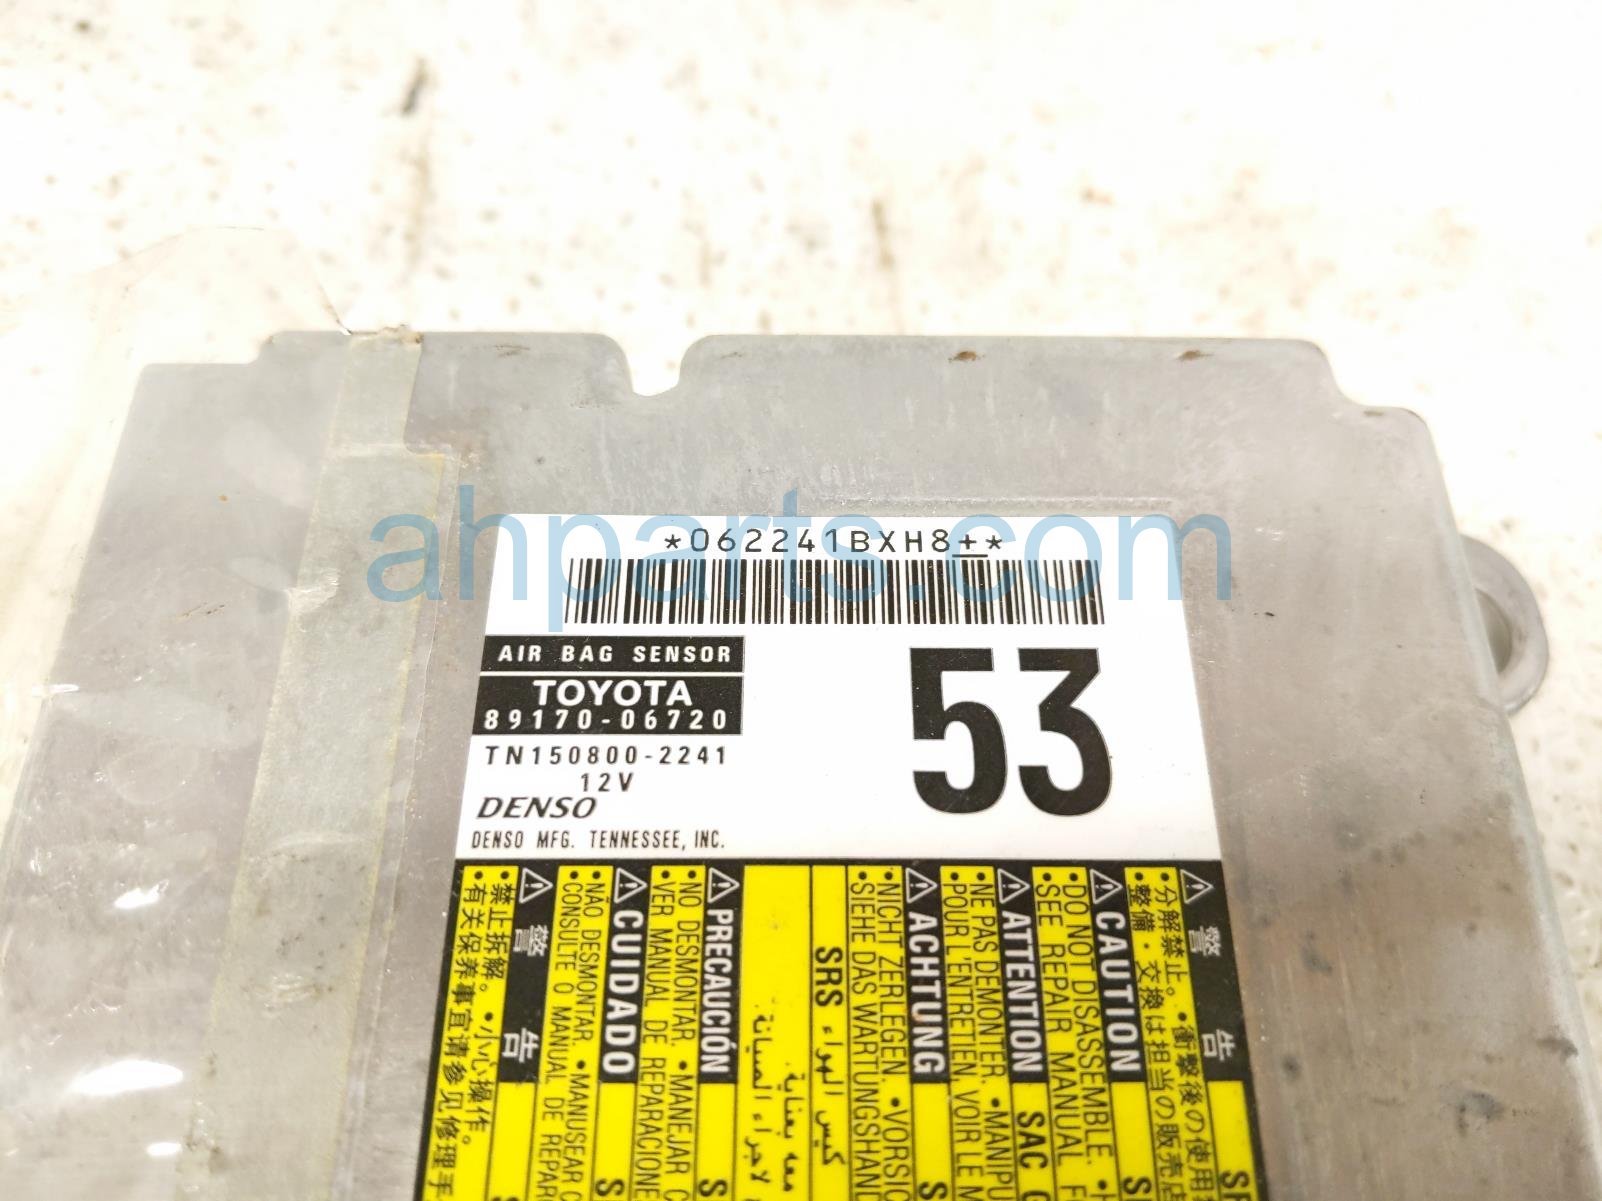 *062241BXH8+*
ahparts.com
AIR BAG SENSOR
TOYOTA
89170-06720
53
TN150800-2241
12V
DENSO
DENSO MFG. TENNESSEE, INC.
⚠ 警 告
・分解禁止。・衝撃後の使用
・整備・交換は担当の販売店
⚠ CAUTION
・DO NOT DISASSEMBLE.
・SEE REPAIR MANUAL
⚠ ATTENTION SAC
・NE PAS DEMONTER.
・POUR L'ENTRETIEN, VOIR LE
⚠ ACHTUNG
・NICHT ZERLEGEN.
・SIEHE DAS
SRS كيس الهواء
⚠ PRECAUCIÓN
・NO DESMONTAR. ・MANEJAR
・VER MANUAL DE
⚠ CUIDADO
・NÃO DESMONTAR. ・MANUSEAR
・CONSULTE O MANUAL DE
⚠ 警 告
・禁止拆解。・小心操作。
・有关保养事宜请参见修理手